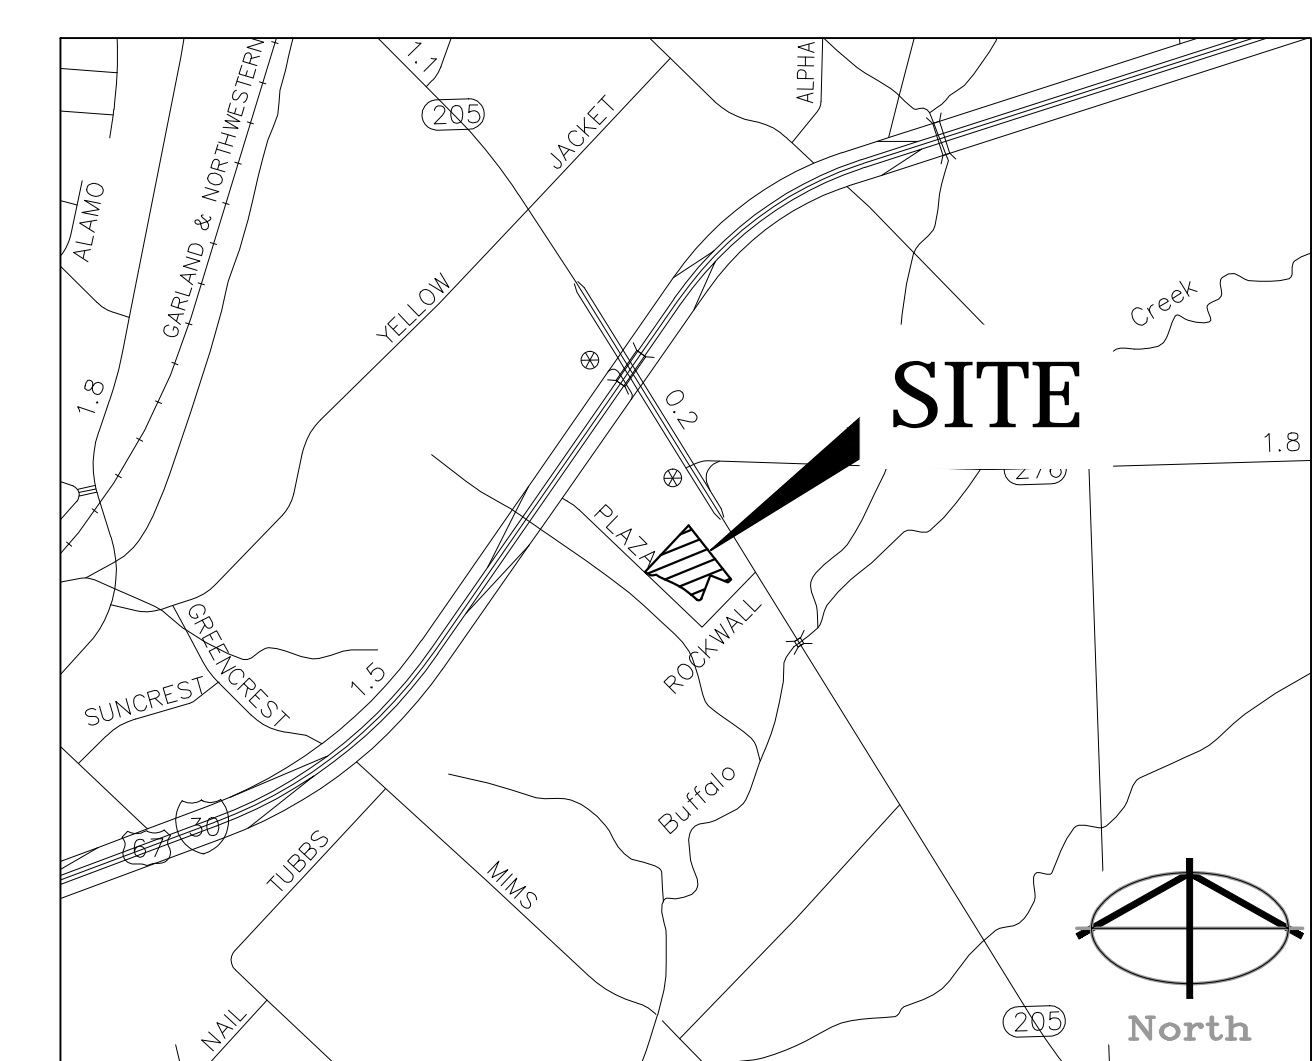 1.1
GARLAND & NORTHWESTERN
ALPHA
205
JACKET
ALAMO
YELLOW
Creek
SITE
1.8
0.2
1.8
276
PLAZA
ROCKWALL
GREENCREST
SUNCREST
1.5
Buffalo
30
67
TUBBS
MIMS
NAIL
205
North